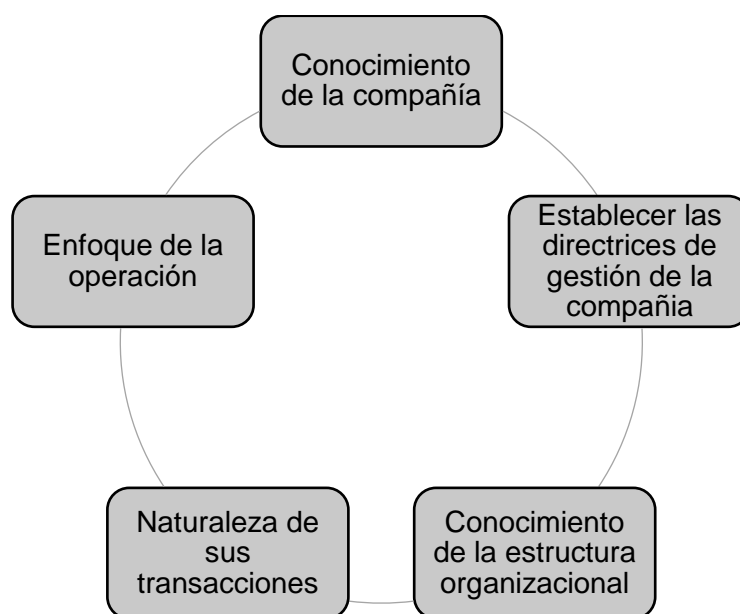 Conocimiento
de la compañía
Establecer las
directrices de
gestión de la
compañia
Conocimiento
de la estructura
organizacional
Naturaleza de
sus
transacciones
Enfoque de la
operación